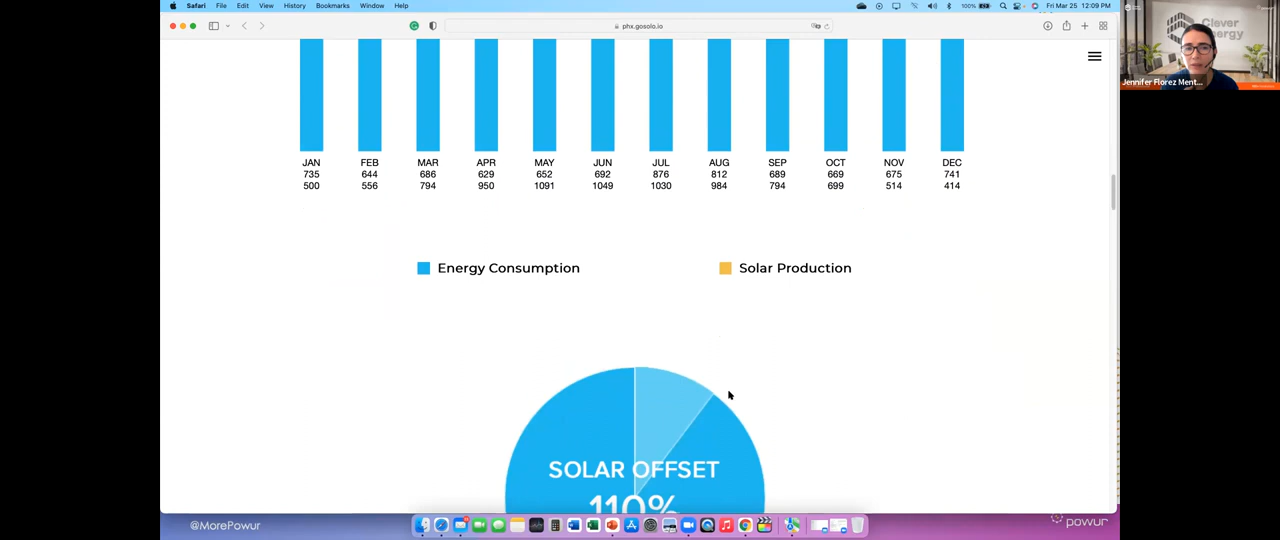 Safari File Edit View History Bookmarks Window Help 100% Fri Mar 25 12:09 PM
phx.gosolo.io
Clever Energy
Jennifer Florez Ment...
JAN FEB MAR APR MAY JUN JUL AUG SEP OCT NOV DEC
735 644 686 629 652 692 876 812 689 669 675 741
500 556 794 950 1091 1049 1030 984 794 699 514 414
Energy Consumption Solar Production
SOLAR OFFSET
110%
@MorePowur
powur